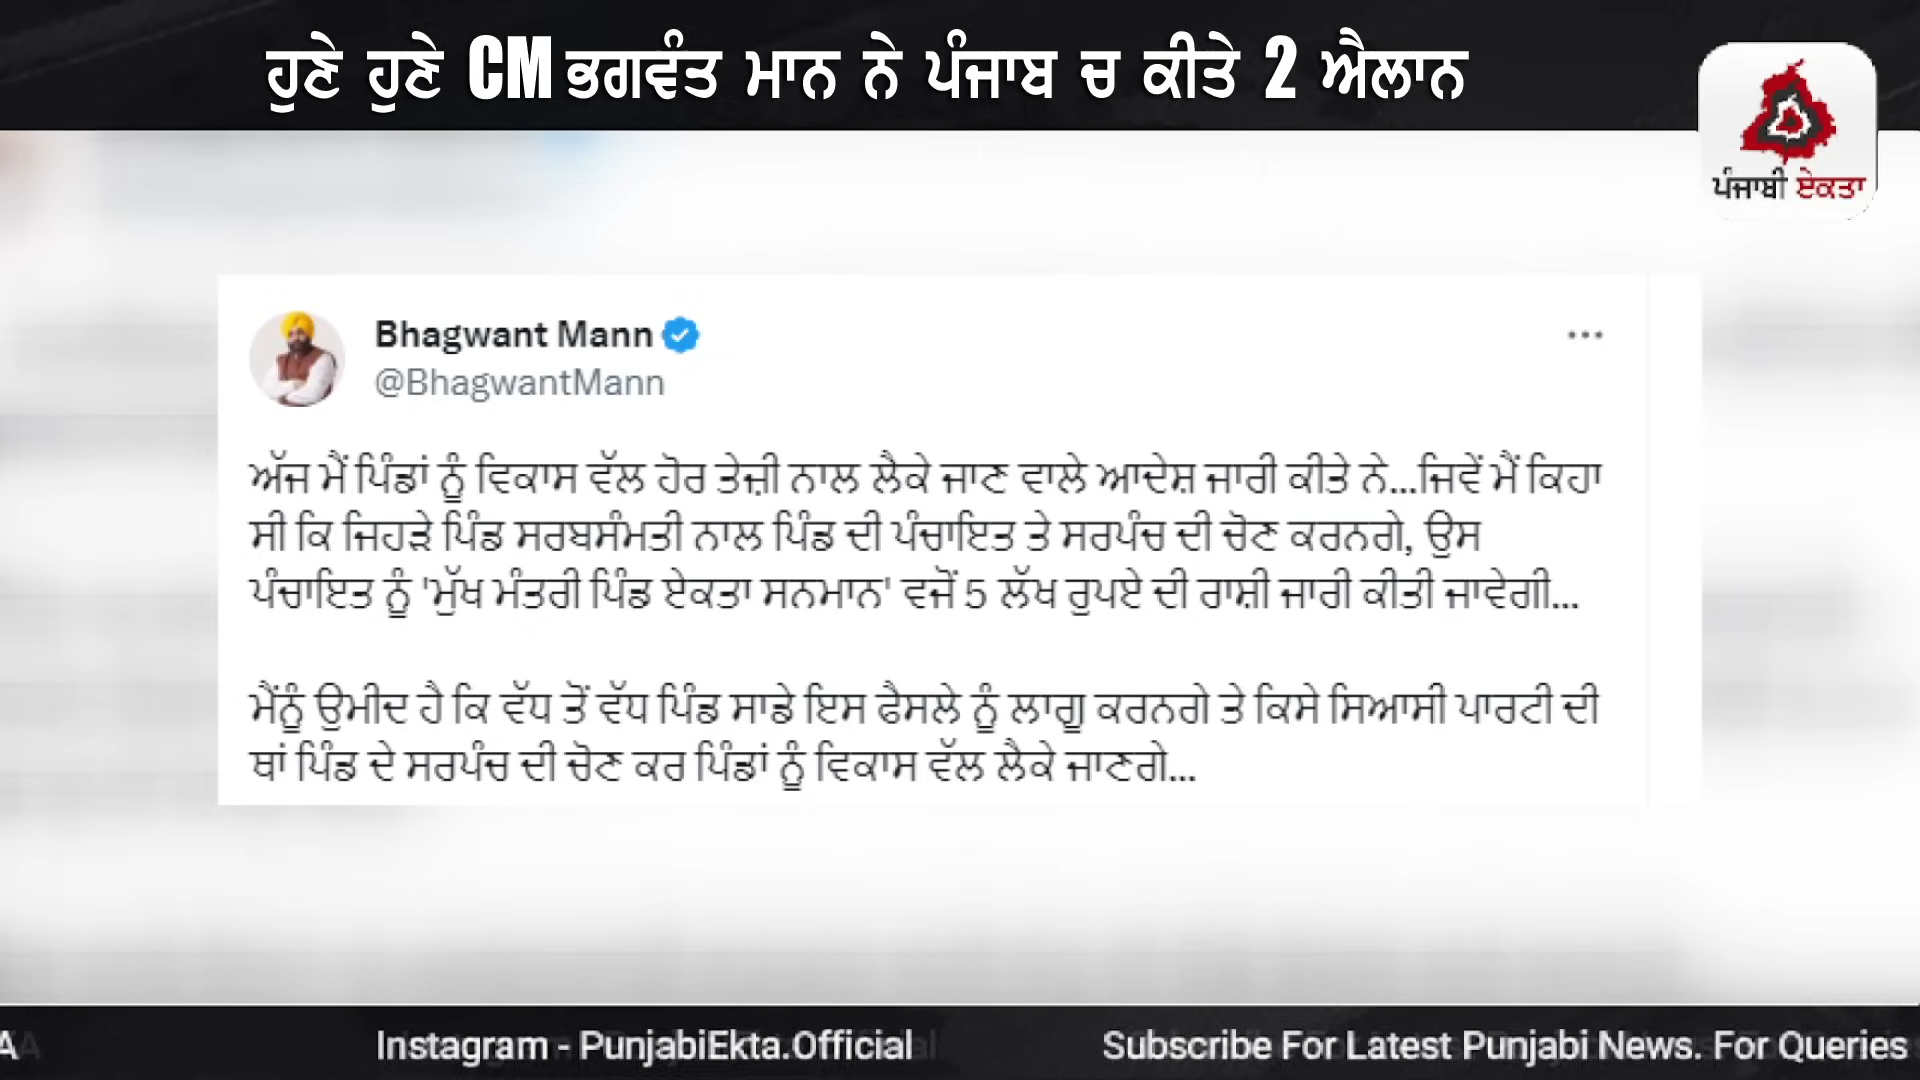 ਹੁਣੇ ਹੁਣੇ CM ਭਗਵੰਤ ਮਾਨ ਨੇ ਪੰਜਾਬ ਚ ਕੀਤੇ 2 ਐਲਾਨ
ਪੰਜਾਬੀ ਏਕਤਾ
Bhagwant Mann
@BhagwantMann
ਅੱਜ ਮੈਂ ਪਿੰਡਾਂ ਨੂੰ ਵਿਕਾਸ ਵੱਲ ਹੋਰ ਤੇਜ਼ੀ ਨਾਲ ਲੈਕੇ ਜਾਣ ਵਾਲੇ ਆਦੇਸ਼ ਜਾਰੀ ਕੀਤੇ ਨੇ...ਜਿਵੇਂ ਮੈਂ ਕਿਹਾ
ਸੀ ਕਿ ਜਿਹੜੇ ਪਿੰਡ ਸਰਬਸੰਮਤੀ ਨਾਲ ਪਿੰਡ ਦੀ ਪੰਚਾਇਤ ਤੇ ਸਰਪੰਚ ਦੀ ਚੋਣ ਕਰਨਗੇ, ਉਸ
ਪੰਚਾਇਤ ਨੂੰ 'ਮੁੱਖ ਮੰਤਰੀ ਪਿੰਡ ਏਕਤਾ ਸਨਮਾਨ' ਵਜੋਂ 5 ਲੱਖ ਰੁਪਏ ਦੀ ਰਾਸ਼ੀ ਜਾਰੀ ਕੀਤੀ ਜਾਵੇਗੀ...
ਮੈਂਨੂੰ ਉਮੀਦ ਹੈ ਕਿ ਵੱਧ ਤੋਂ ਵੱਧ ਪਿੰਡ ਸਾਡੇ ਇਸ ਫੈਸਲੇ ਨੂੰ ਲਾਗੂ ਕਰਨਗੇ ਤੇ ਕਿਸੇ ਸਿਆਸੀ ਪਾਰਟੀ ਦੀ
ਥਾਂ ਪਿੰਡ ਦੇ ਸਰਪੰਚ ਦੀ ਚੋਣ ਕਰ ਪਿੰਡਾਂ ਨੂੰ ਵਿਕਾਸ ਵੱਲ ਲੈਕੇ ਜਾਣਗੇ...
Instagram - PunjabiEkta.Official Subscribe For Latest Punjabi News. For Queries